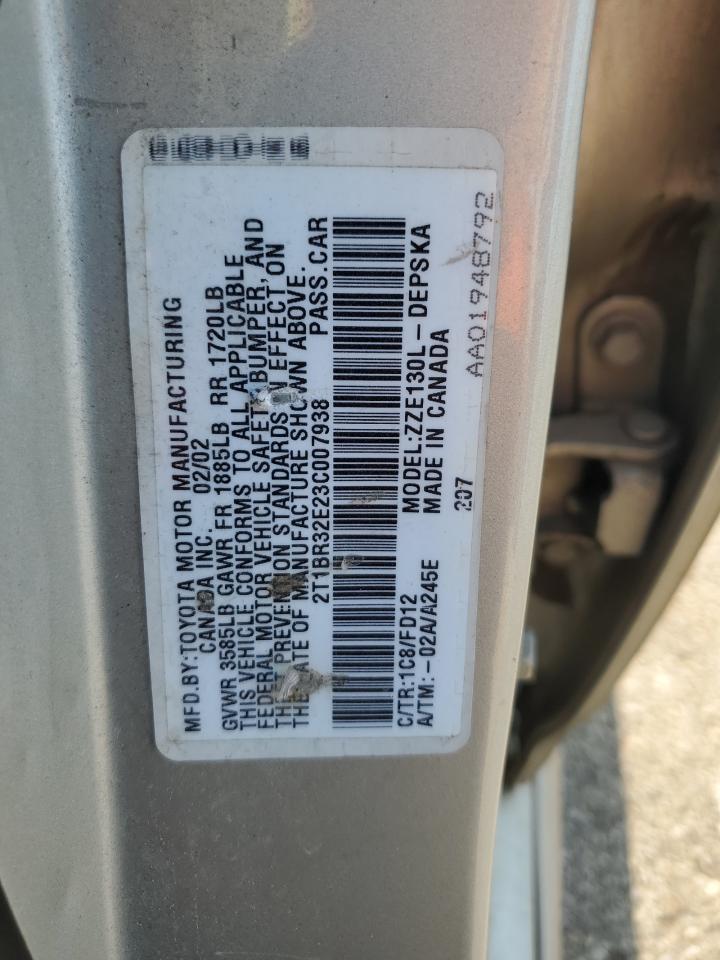 MFD.BY:TOYOTA MOTOR MANUFACTURING
CANADA INC. 02/02
GVWR 3585LB GAWR FR 1885LB RR 1720LB
THIS VEHICLE CONFORMS TO ALL APPLICABLE
FEDERAL MOTOR VEHICLE SAFETY, BUMPER, AND
THEFT PREVENTION STANDARDS IN EFFECT ON
THE DATE OF MANUFACTURE SHOWN ABOVE.
2T1BR32E23C007938 PASS.CAR
C/TR:1C8/FD12 MODEL:ZZE130L-DEPSKA
A/TM:-02A/A245E MADE IN CANADA
207 AA01948792